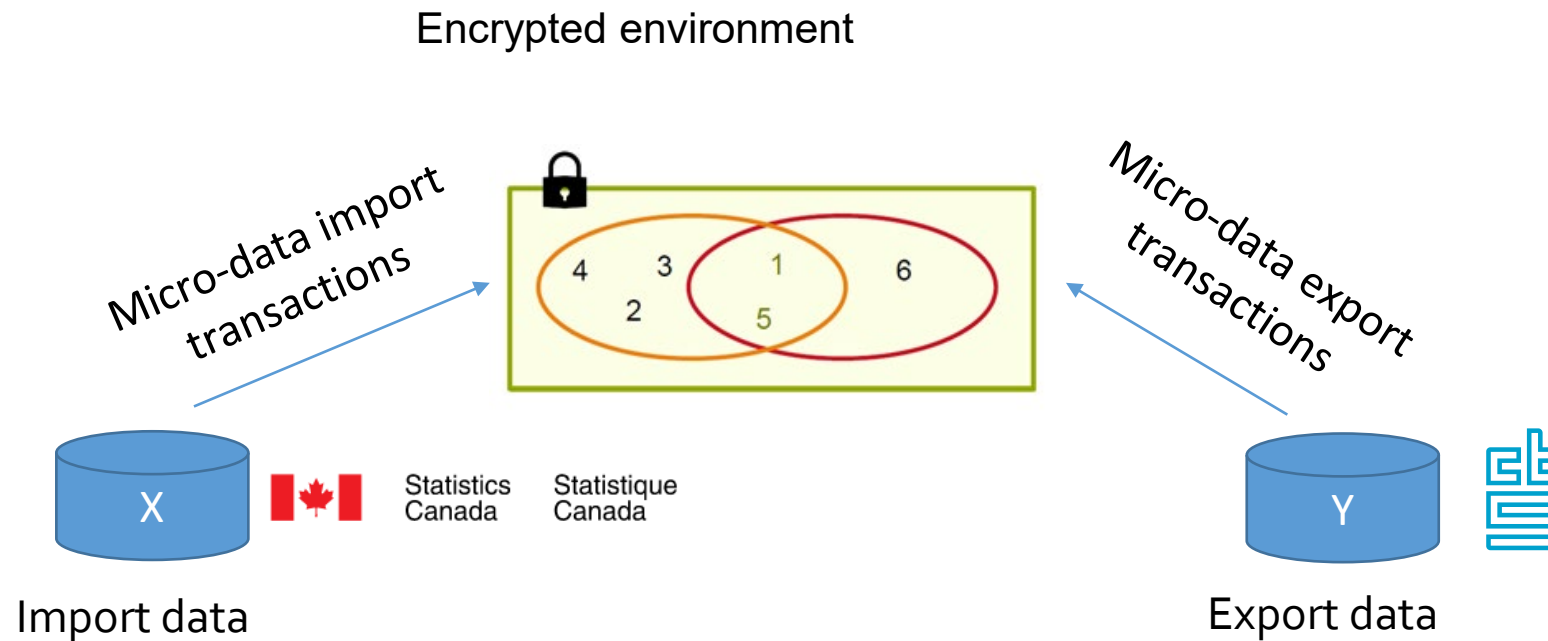 Encrypted environment
Micro-data import
transactions
Micro-data export
transactions
4 3 1 6
2 5
X
Statistics Statistique
Canada Canada
Y
Import data
Export data